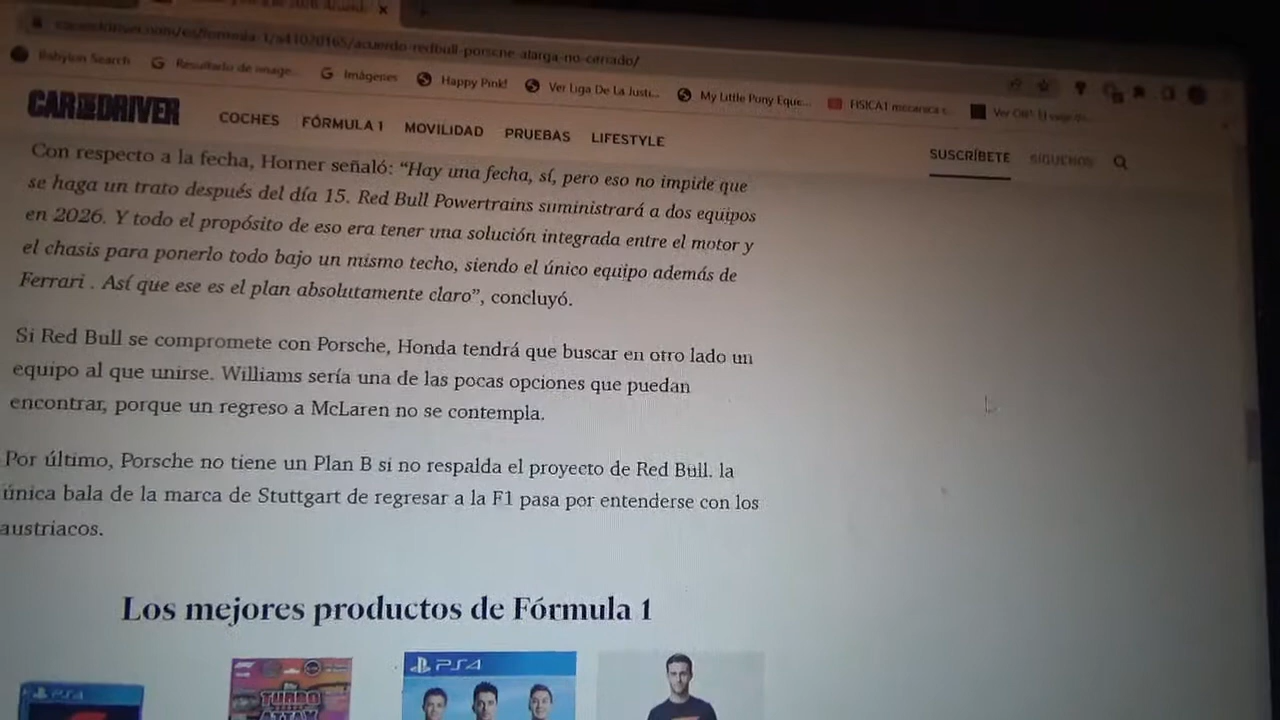 caranddriver.com/es/formula-1/a41020165/acuerdo-redbull-porsche-alarga-no-cerrado/
Babylon Search Resultado de image... Imágenes Happy Pink! Ver Liga De La Justi... My Little Pony Eque... FISICA1 mecanica c...
CAR AND DRIVER COCHES FÓRMULA 1 MOVILIDAD PRUEBAS LIFESTYLE SUSCRÍBETE SÍGUENOS
Con respecto a la fecha, Horner señaló: “Hay una fecha, sí, pero eso no impide que
se haga un trato después del día 15. Red Bull Powertrains suministrará a dos equipos
en 2026. Y todo el propósito de eso era tener una solución integrada entre el motor y
el chasis para ponerlo todo bajo un mismo techo, siendo el único equipo además de
Ferrari . Así que ese es el plan absolutamente claro”, concluyó.
Si Red Bull se compromete con Porsche, Honda tendrá que buscar en otro lado un
equipo al que unirse. Williams sería una de las pocas opciones que puedan
encontrar, porque un regreso a McLaren no se contempla.
Por último, Porsche no tiene un Plan B si no respalda el proyecto de Red Bull. la
única bala de la marca de Stuttgart de regresar a la F1 pasa por entenderse con los
austriacos.
Los mejores productos de Fórmula 1
PS4
TURBO
ATTAX
PS4